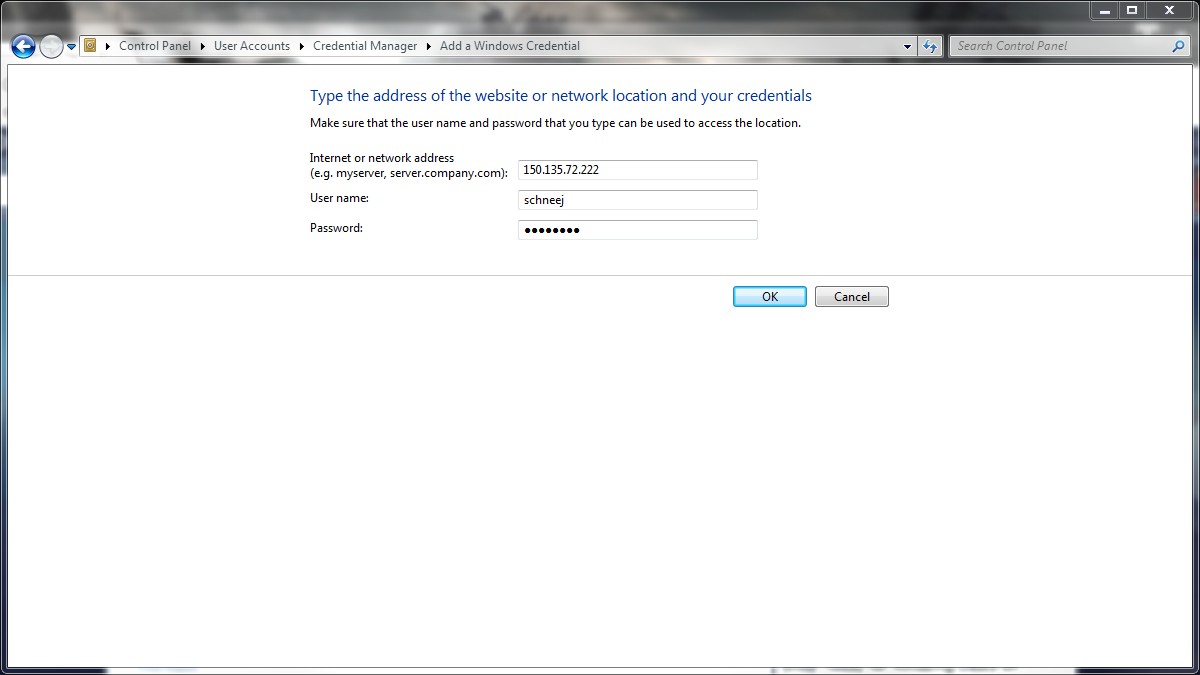 Control Panel User Accounts Credential Manager Add a Windows Credential
Search Control Panel
Type the address of the website or network location and your credentials
Make sure that the user name and password that you type can be used to access the location.
Internet or network address
(e.g. myserver, server.company.com): 150.135.72.222
User name: schneej
Password: ●●●●●●●●
OK Cancel